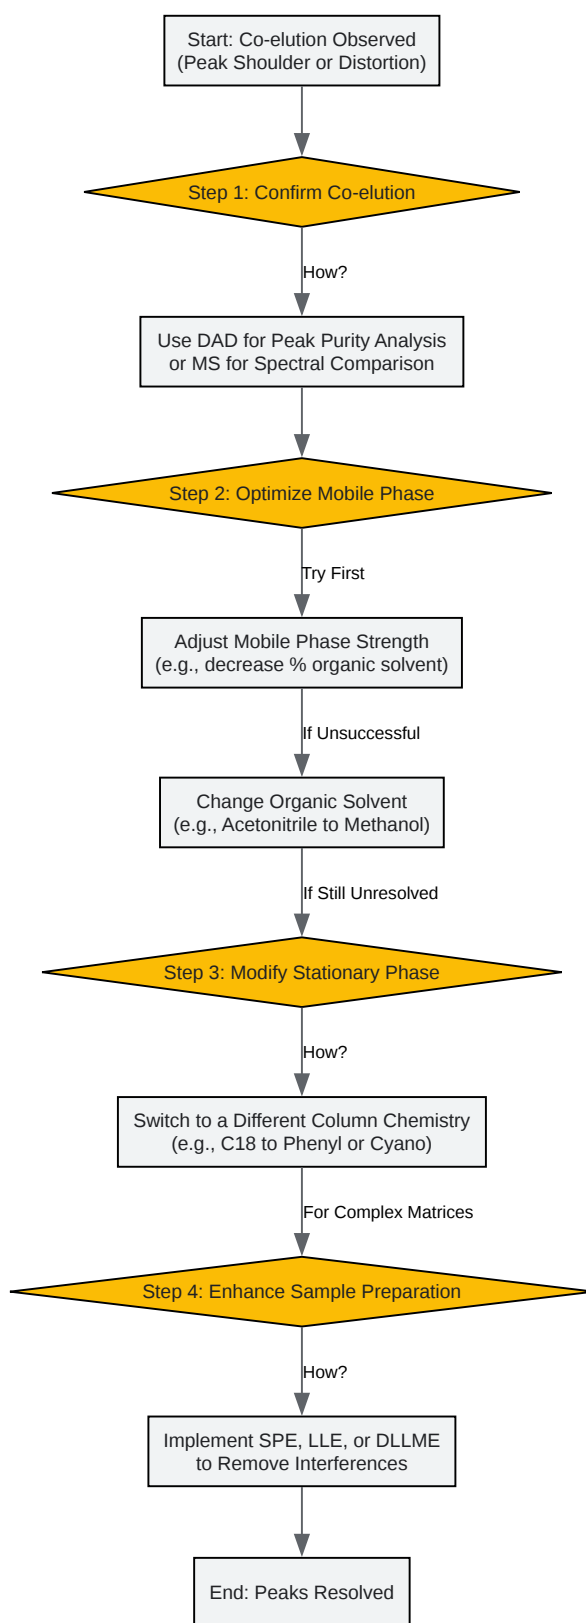 Start: Co-elution Observed
(Peak Shoulder or Distortion)
Step 1: Confirm Co-elution
How?
Use DAD for Peak Purity Analysis
or MS for Spectral Comparison
Step 2: Optimize Mobile Phase
Try First
Adjust Mobile Phase Strength
(e.g., decrease % organic solvent)
If Unsuccessful
Change Organic Solvent
(e.g., Acetonitrile to Methanol)
If Still Unresolved
Step 3: Modify Stationary Phase
How?
Switch to a Different Column Chemistry
(e.g., C18 to Phenyl or Cyano)
For Complex Matrices
Step 4: Enhance Sample Preparation
How?
Implement SPE, LLE, or DLLME
to Remove Interferences
End: Peaks Resolved